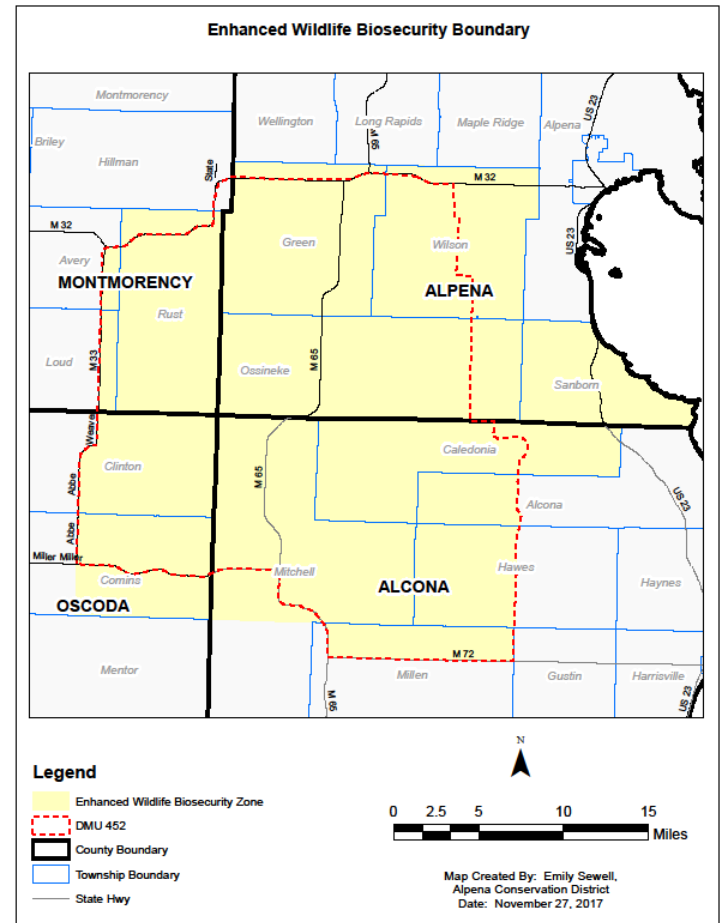 Enhanced Wildlife Biosecurity Boundary
Montmorency
Wellington
Long Rapids
M 65
Maple Ridge
Alpena
US 23
Briley
Hillman
State
M 32
M 32
Green
Wilson
US 23
Avery
MONTMORENCY
ALPENA
Rust
M 65
M 33
Loud
Ossineke
Sanborn
Weaver
Caledonia
Clinton
M 65
Abbe
Alcona
US 23
Abbe
Miller Miller
Mitchell
Hawes
Comins
ALCONA
Haynes
OSCODA
M 72
Mentor
M 65
Millen
Gustin
Harrisville
US 23
N
Legend
Enhanced Wildlife Biosecurity Zone
DMU 452
County Boundary
Township Boundary
State Hwy
0 2.5 5 10 15
Miles
Map Created By: Emily Sewell,
Alpena Conservation District
Date: November 27, 2017